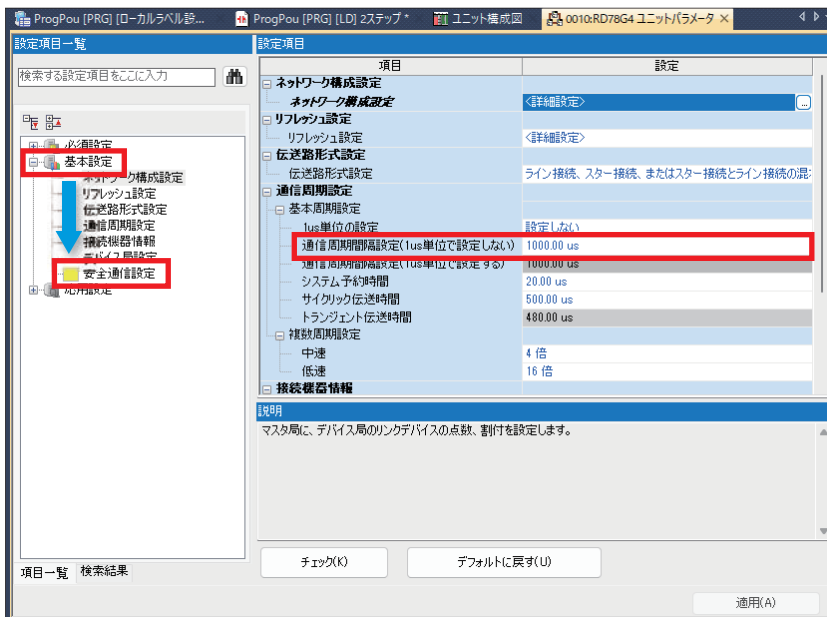 ProgPou [PRG] [ローカルラベル設...
ProgPou [PRG] [LD] 2ステップ *
ユニット構成図
0010:RD78G4 ユニットパラメータ
設定項目一覧
検索する設定項目をここに入力
必須設定
基本設定
ネットワーク構成設定
リフレッシュ設定
伝送路形式設定
通信周期設定
接続機器情報
デバイス局設定
安全通信設定
応用設定
項目一覧 検索結果
設定項目
項目 設定
ネットワーク構成設定
ネットワーク構成設定 <詳細設定>
リフレッシュ設定
リフレッシュ設定 <詳細設定>
伝送路形式設定
伝送路形式設定 ライン接続、スター接続、またはスター接続とライン接続の混
通信周期設定
基本周期設定
1us単位の設定 設定しない
通信周期間隔設定(1us単位で設定しない) 1000.00 us
通信周期間隔設定(1us単位で設定する) 1000.00 us
システム予約時間 20.00 us
サイクリック伝送時間 500.00 us
トランジェント伝送時間 480.00 us
複数周期設定
中速 4 倍
低速 16 倍
接続機器情報
説明
マスタ局に、デバイス局のリンクデバイスの点数、割付を設定します。
チェック(K)
デフォルトに戻す(U)
適用(A)